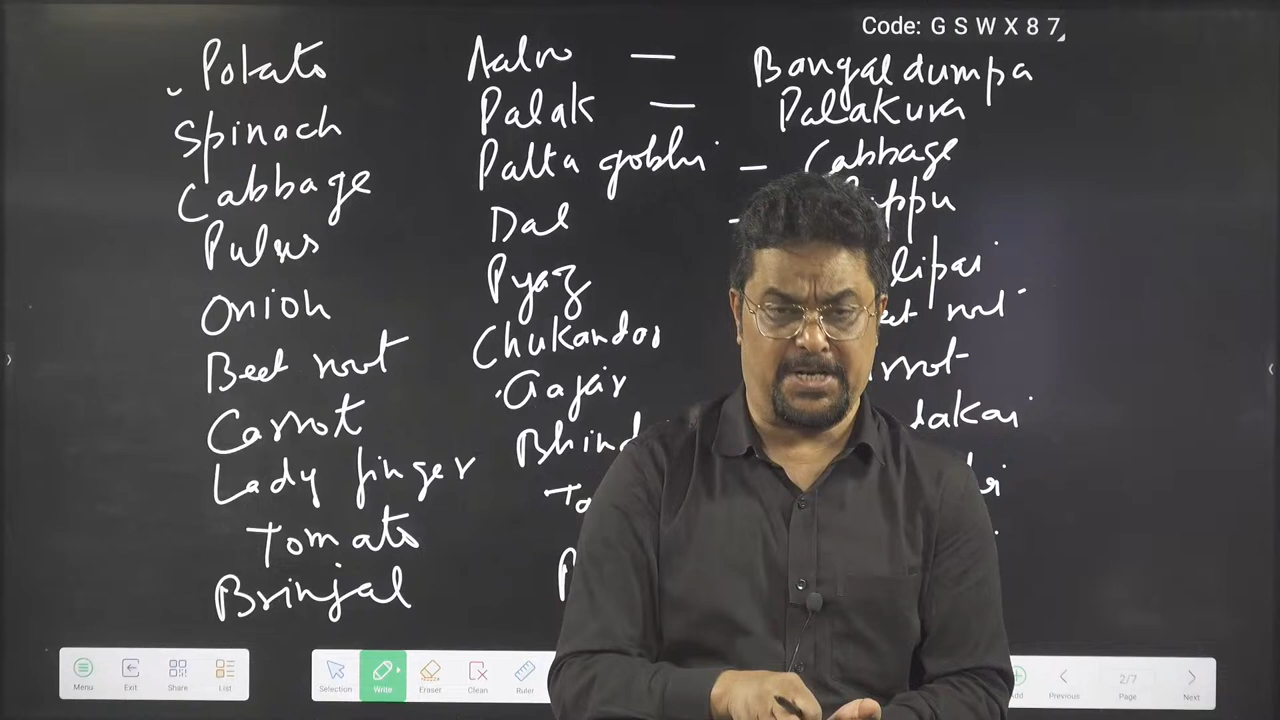 Code: G S W X 8 7
Potato Aalu — Bangaldumpa
Spinach Palak — Palakura
Cabbage Patta gobhi - Cabbage
Pulses Dal -
Onion Pyaz
Beet root Chukandar
Carrot Gajar
Lady finger
Tomato
Brinjal
Menu Exit Share List Selection Write Eraser Clean Ruler Previous 2/7 Page Next